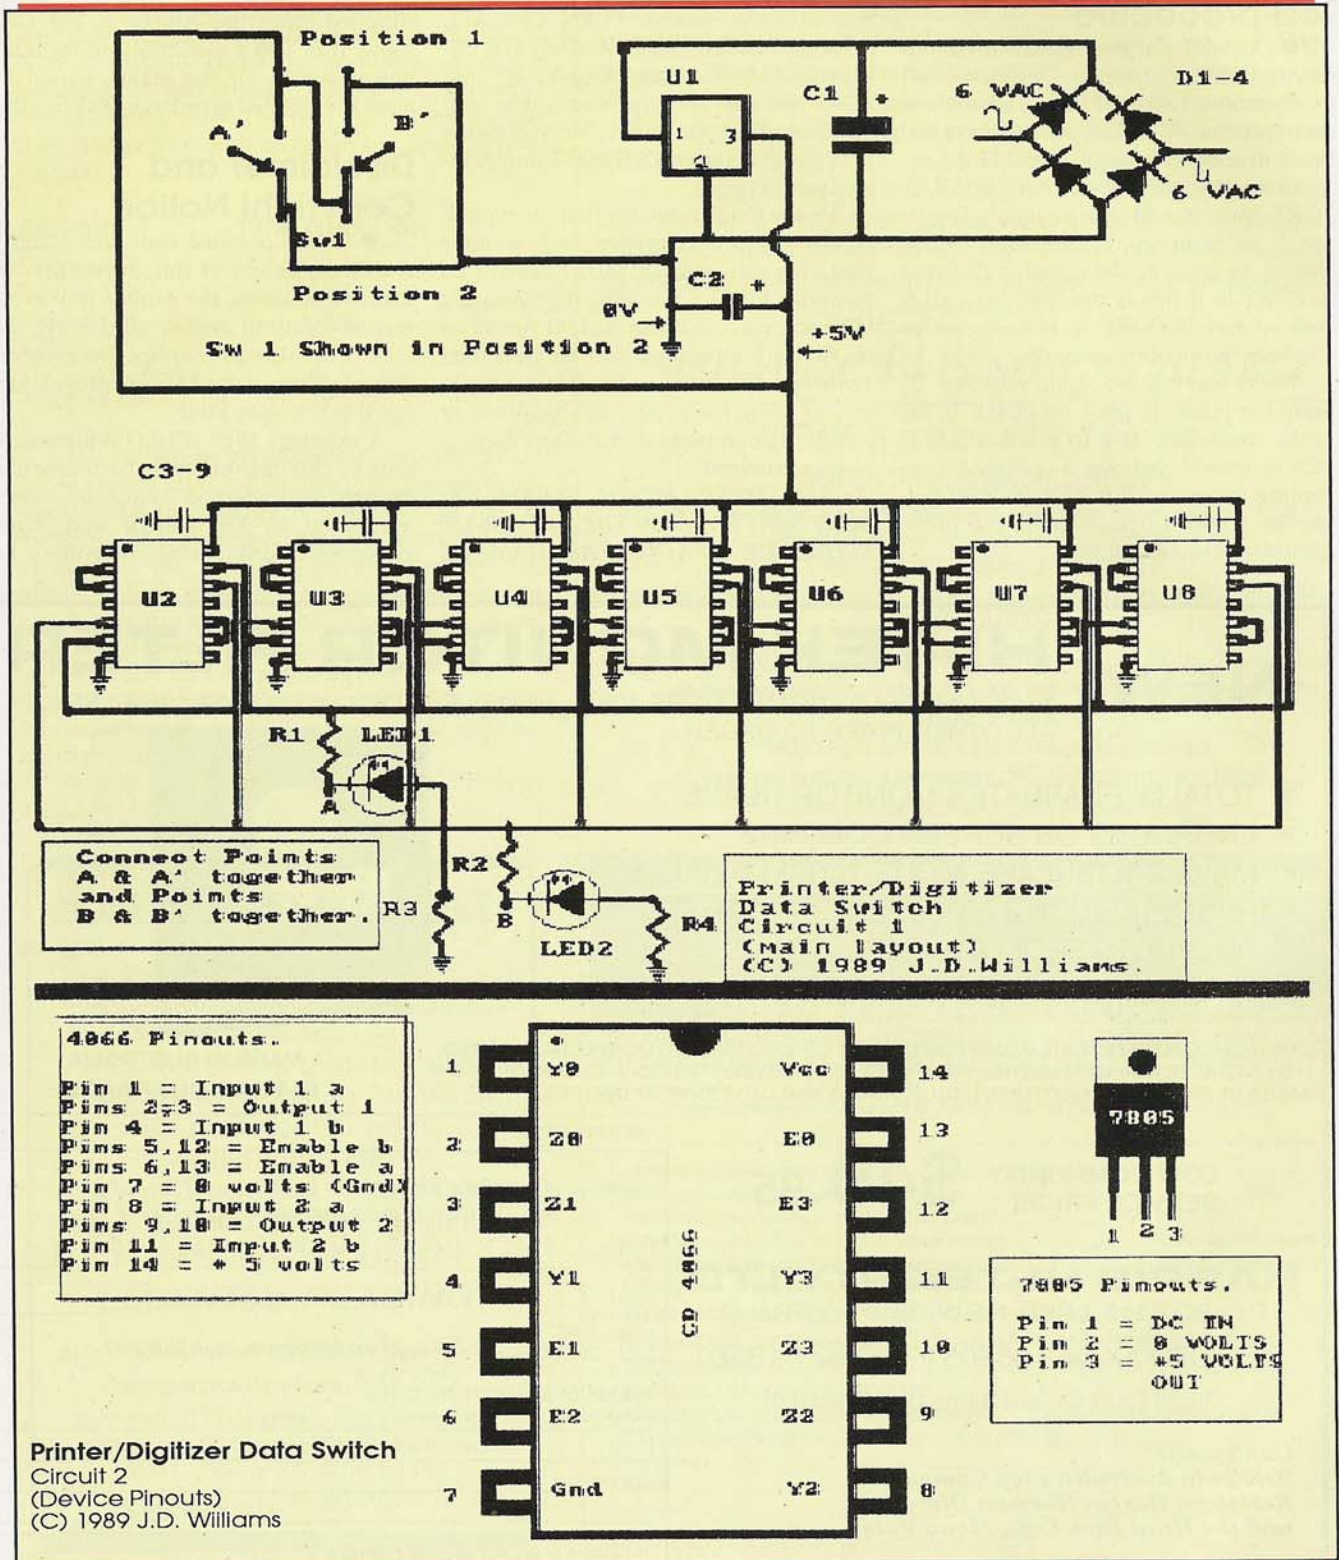 Position 1
A'
B'
Sw1
Position 2
Sw 1 Shown in Position 2
U1
1
3
2
C1
+
6 VAC
D1-4
6 VAC
C2
+
0V
+5V
C3-9
U2
U3
U4
U5
U6
U7
U8
R1
LED1
A
Connect Points
A & A' together
and Points
B & B' together.
R2
R3
B
LED2
R4
Printer/Digitizer
Data Switch
Circuit 1
(Main layout)
(C) 1989 J.D.Williams.
4066 Pinouts.
Pin 1 = Input 1 a
Pins 2,3 = Output 1
Pin 4 = Input 1 b
Pins 5,12 = Enable b
Pins 6,13 = Enable a
Pin 7 = 0 volts (Gnd)
Pin 8 = Input 2 a
Pins 9,10 = Output 2
Pin 11 = Input 2 b
Pin 14 = + 5 volts
1
Y0
Vcc
14
2
Z0
E0
13
3
Z1
E3
12
4
Y1
Y3
11
CD 4066
5
E1
Z3
10
6
E2
Z2
9
7
Gnd
Y2
8
7805
1 2 3
7805 Pinouts.
Pin 1 = DC IN
Pin 2 = 0 VOLTS
Pin 3 = +5 VOLTS
OUT
Printer/Digitizer Data Switch
Circuit 2
(Device Pinouts)
(C) 1989 J.D. Williams